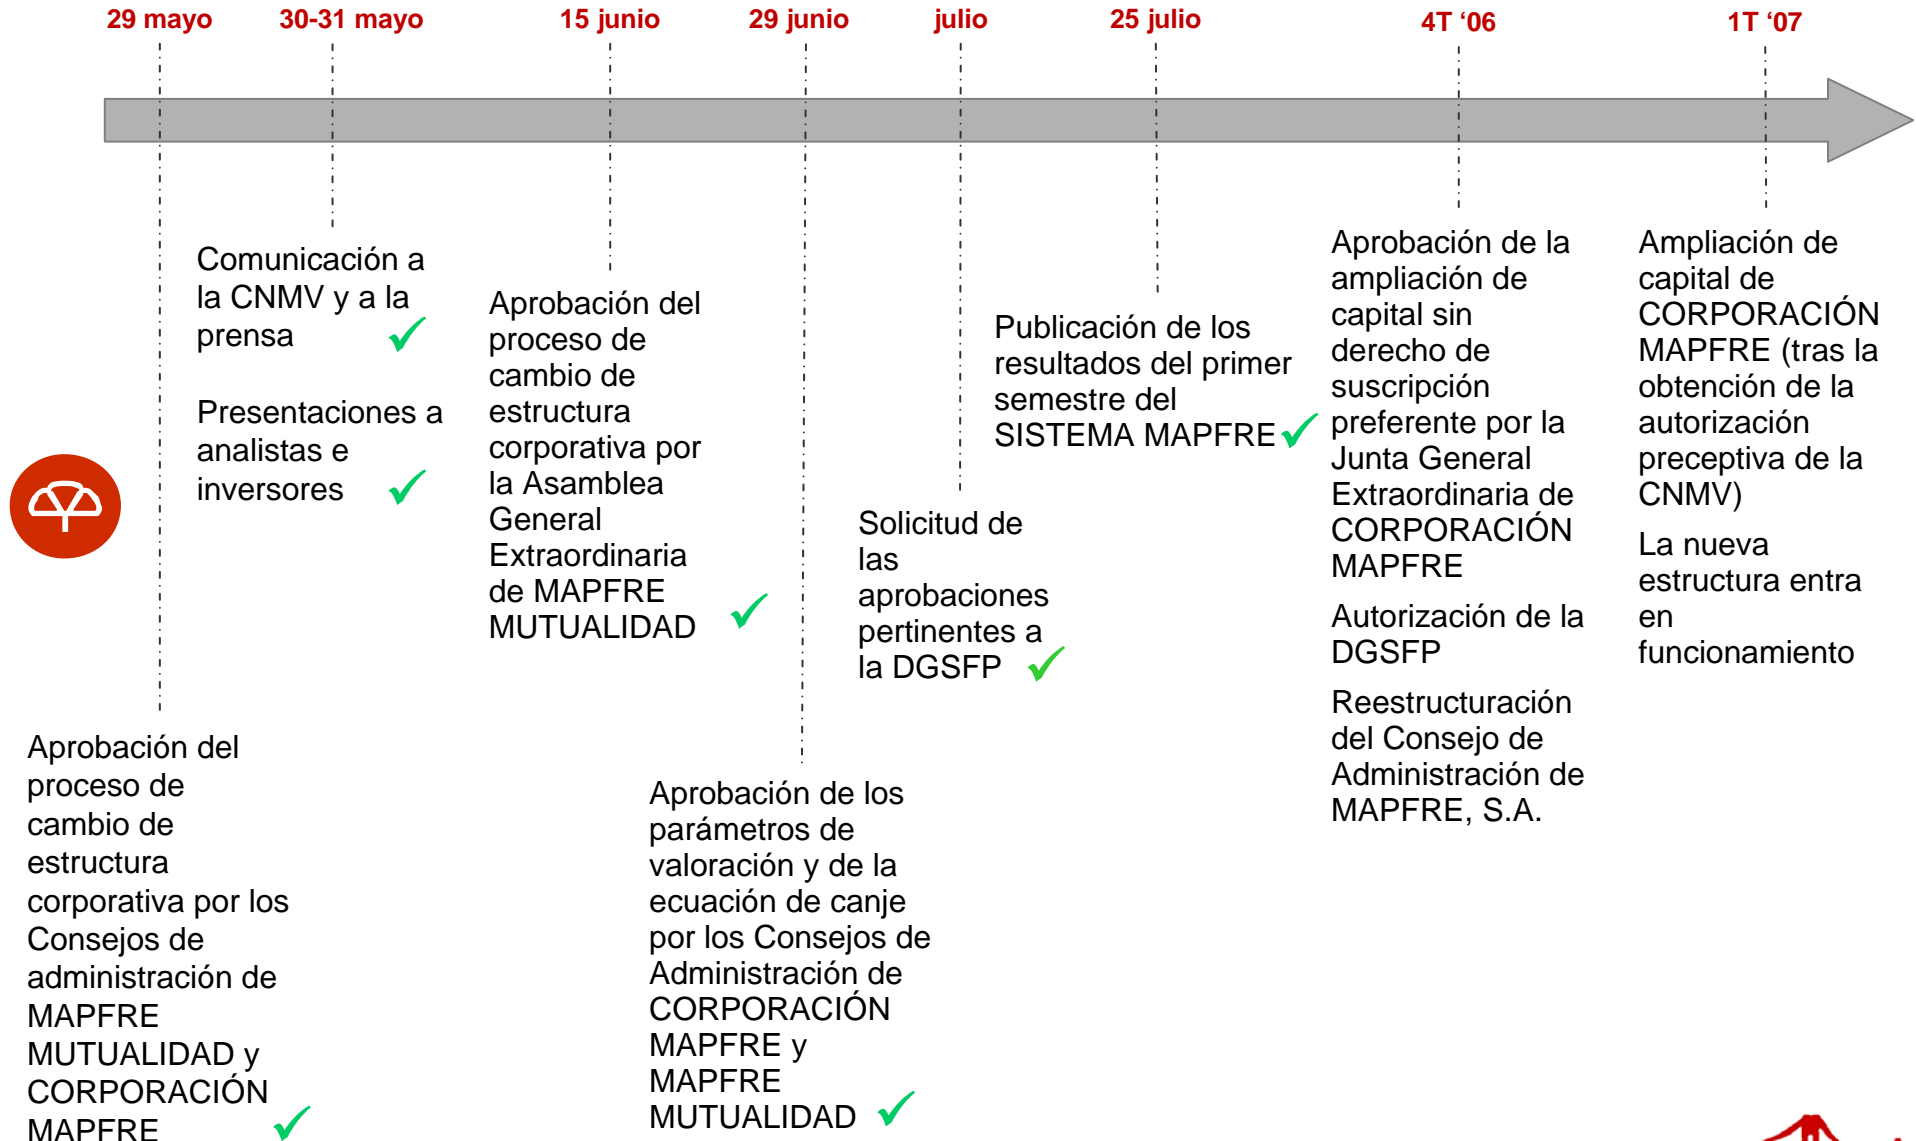 29 mayo
30-31 mayo
15 junio
29 junio
julio
25 julio
4T ‘06
1T ‘07
Aprobación del
proceso de
cambio de
estructura
corporativa por los
Consejos de
administración de
MAPFRE
MUTUALIDAD y
CORPORACIÓN
MAPFRE
Comunicación a
la CNMV y a la
prensa
Presentaciones a
analistas e
inversores
Aprobación del
proceso de
cambio de
estructura
corporativa por
la Asamblea
General
Extraordinaria
de MAPFRE
MUTUALIDAD
Aprobación de los
parámetros de
valoración y de la
ecuación de canje
por los Consejos de
Administración de
CORPORACIÓN
MAPFRE y
MAPFRE
MUTUALIDAD
Solicitud de
las
aprobaciones
pertinentes a
la DGSFP
Publicación de los
resultados del primer
semestre del
SISTEMA MAPFRE
Aprobación de la
ampliación de
capital sin
derecho de
suscripción
preferente por la
Junta General
Extraordinaria de
CORPORACIÓN
MAPFRE
Autorización de la
DGSFP
Reestructuración
del Consejo de
Administración de
MAPFRE, S.A.
Ampliación de
capital de
CORPORACIÓN
MAPFRE (tras la
obtención de la
autorización
preceptiva de la
CNMV)
La nueva
estructura entra
en
funcionamiento